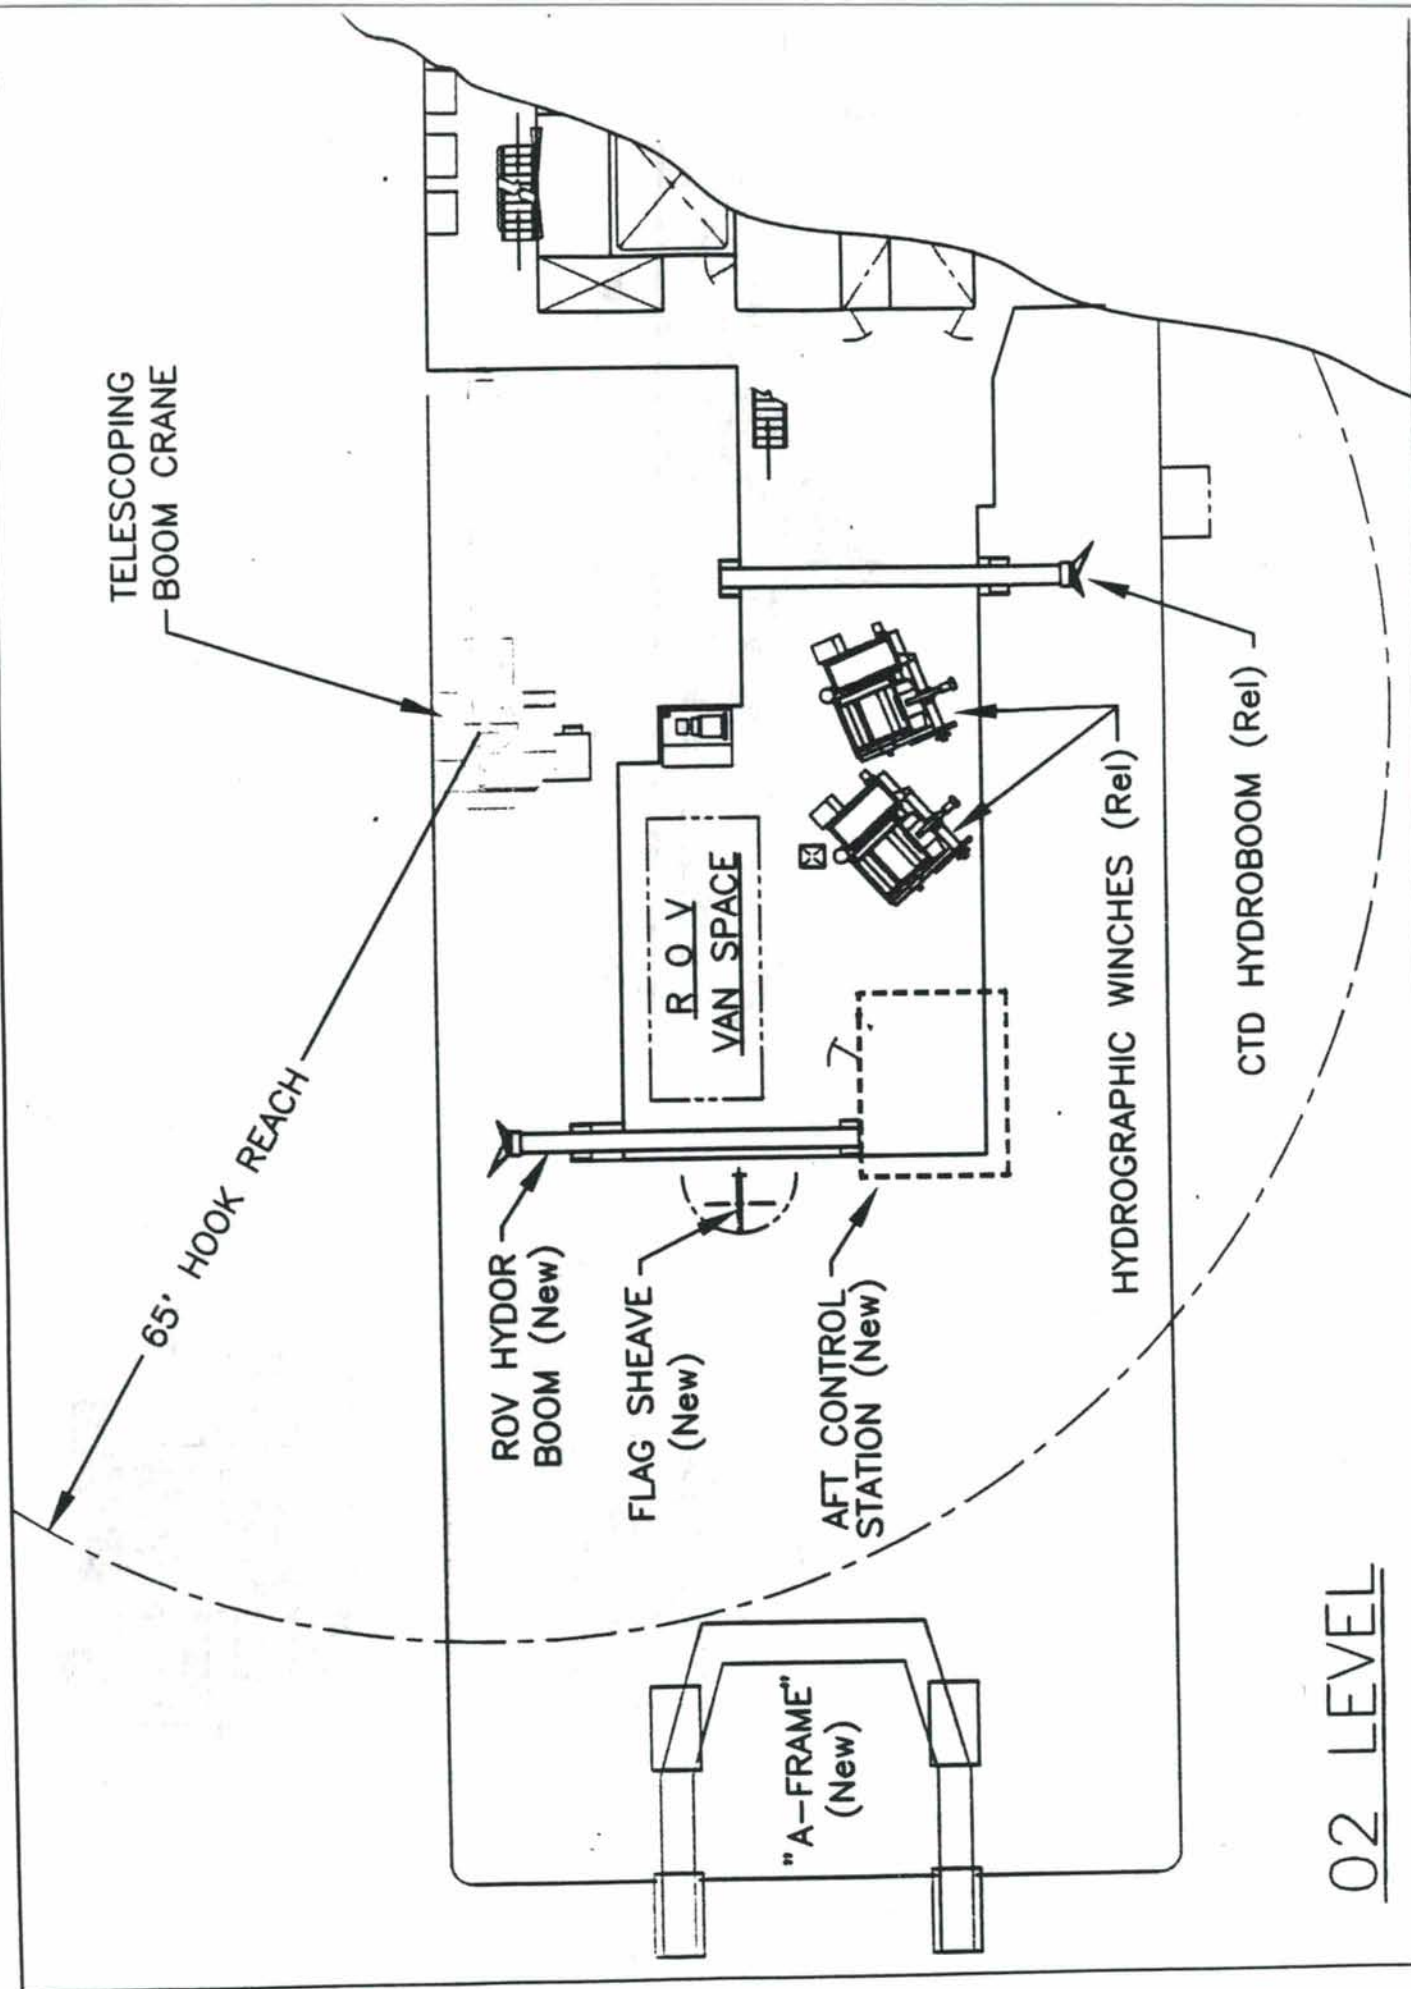 TELESCOPING
BOOM CRANE
65' HOOK REACH
ROV HYDOR
BOOM (New)
FLAG SHEAVE
(New)
AFT CONTROL
STATION (New)
R O V
VAN SPACE
"A-FRAME"
(New)
HYDROGRAPHIC WINCHES (Rel)
CTD HYDROBOOM (Rel)
02 LEVEL